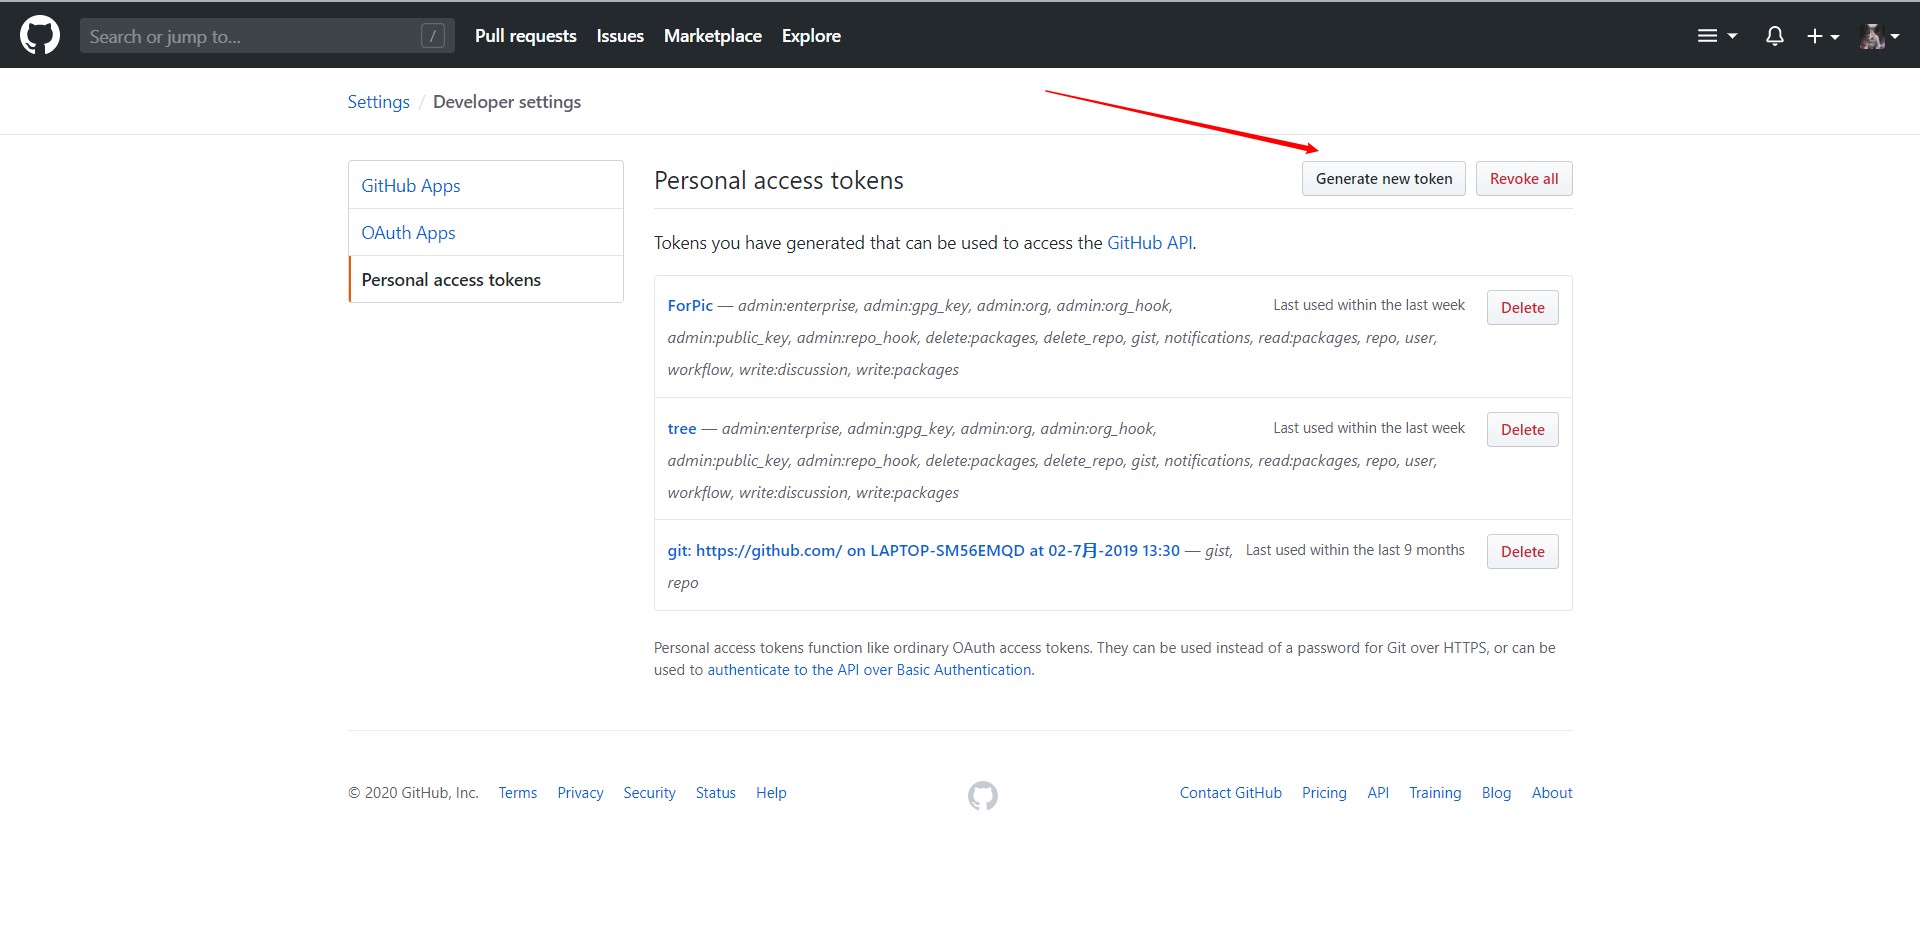 Search or jump to...
/
Pull requests
Issues
Marketplace
Explore
Settings / Developer settings
GitHub Apps
OAuth Apps
Personal access tokens
Personal access tokens
Generate new token
Revoke all
Tokens you have generated that can be used to access the GitHub API.
ForPic — admin:enterprise, admin:gpg_key, admin:org, admin:org_hook,
admin:public_key, admin:repo_hook, delete:packages, delete_repo, gist, notifications, read:packages, repo, user,
workflow, write:discussion, write:packages
Last used within the last week
Delete
tree — admin:enterprise, admin:gpg_key, admin:org, admin:org_hook,
admin:public_key, admin:repo_hook, delete:packages, delete_repo, gist, notifications, read:packages, repo, user,
workflow, write:discussion, write:packages
Last used within the last week
Delete
git: https://github.com/ on LAPTOP-SM56EMQD at 02-7月-2019 13:30 — gist,
repo
Last used within the last 9 months
Delete
Personal access tokens function like ordinary OAuth access tokens. They can be used instead of a password for Git over HTTPS, or can be
used to authenticate to the API over Basic Authentication.
© 2020 GitHub, Inc.
Terms
Privacy
Security
Status
Help
Contact GitHub
Pricing
API
Training
Blog
About